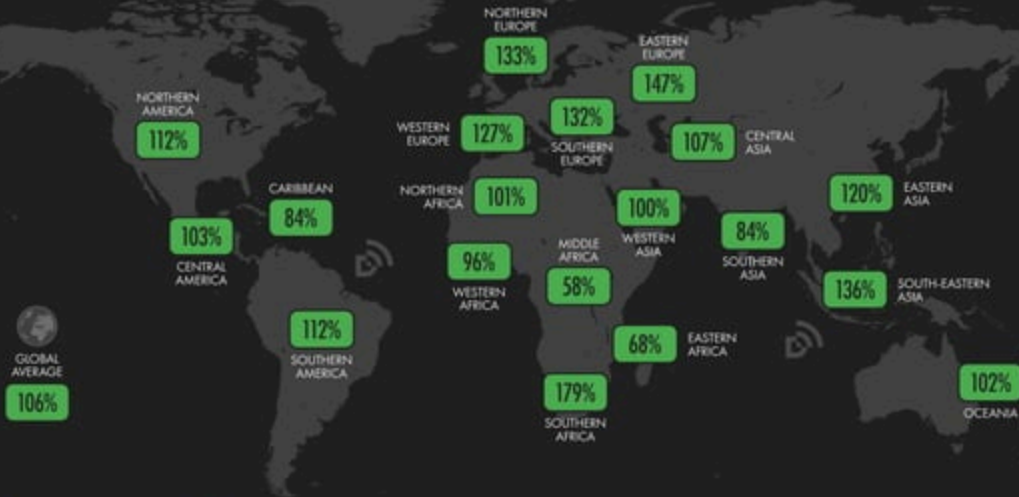 NORTHERN
EUROPE
133%
EASTERN
EUROPE
147%
NORTHERN
AMERICA
112%
WESTERN
EUROPE
127%
132%
SOUTHERN
EUROPE
107%
CENTRAL
ASIA
CARIBBEAN
84%
NORTHERN
AFRICA
101%
100%
WESTERN
ASIA
120%
EASTERN
ASIA
103%
CENTRAL
AMERICA
84%
SOUTHERN
ASIA
96%
WESTERN
AFRICA
MIDDLE
AFRICA
58%
136%
SOUTH-EASTERN
ASIA
112%
SOUTHERN
AMERICA
68%
EASTERN
AFRICA
GLOBAL
AVERAGE
106%
179%
SOUTHERN
AFRICA
102%
OCEANIA